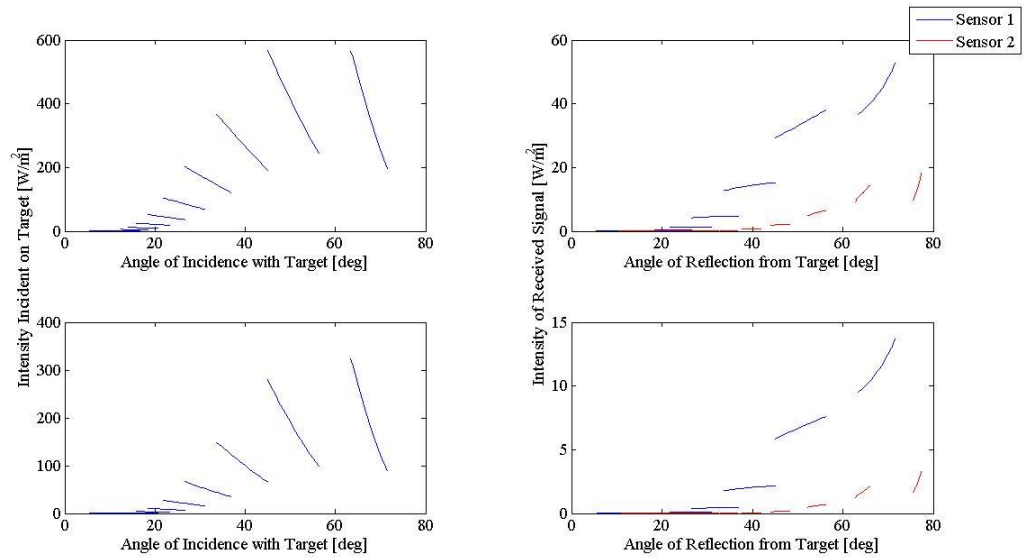 Sensor 1
Sensor 2
600
400
200
0
0 20 40 60 80
Angle of Incidence with Target [deg]
60
40
20
0
0 20 40 60 80
Angle of Reflection from Target [deg]
Intensity Incident on Target [W/m2]
Intensity of Received Signal [W/m2]
400
300
200
100
0
0 20 40 60 80
Angle of Incidence with Target [deg]
15
10
5
0
0 20 40 60 80
Angle of Reflection from Target [deg]